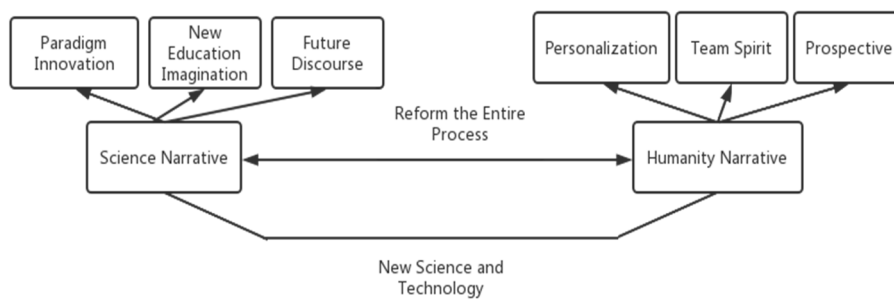 Paradigm
Innovation
New
Education
Imagination
Future
Discourse
Personalization
Team Spirit
Prospective
Reform the Entire
Process
Science Narrative
Humanity Narrative
New Science and
Technology